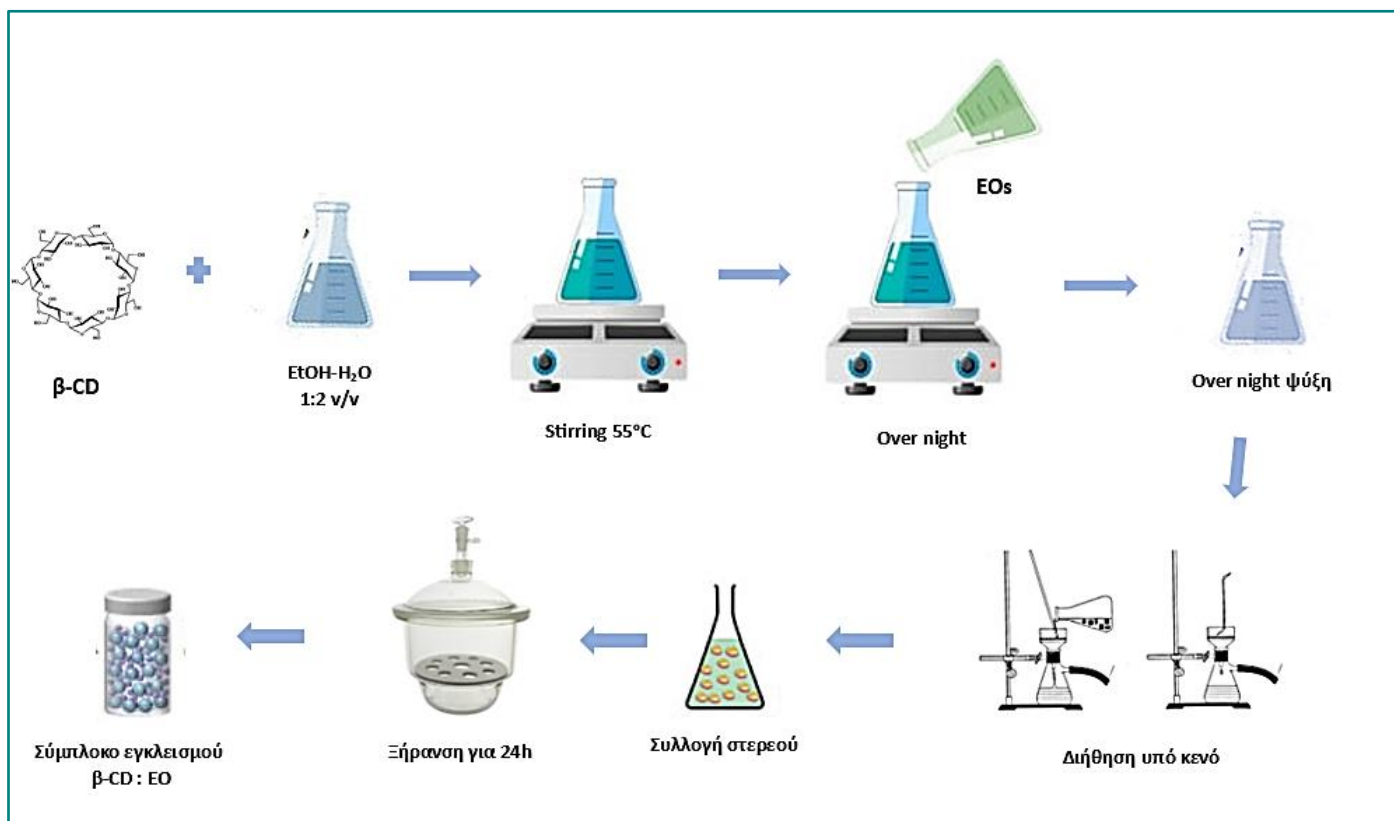 β-CD
EtOH-H₂O
1:2 v/v
Stirring 55°C
EOs
Over night
Over night ψύξη
Διήθηση υπό κενό
Συλλογή στερεού
Ξήρανση για 24h
Σύμπλοκο εγκλεισμού
β-CD : EO